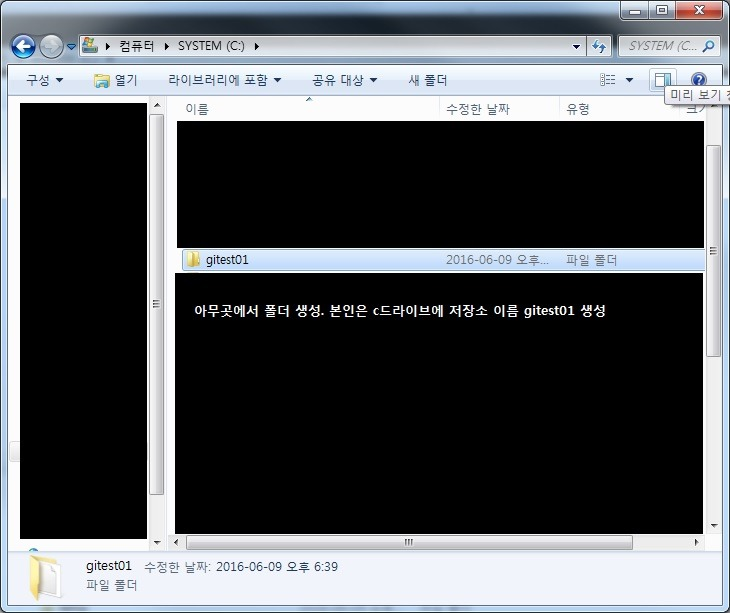 컴퓨터 SYSTEM (C:)
SYSTEM (C...
구성 열기 라이브러리에 포함 공유 대상 새 폴더
미리 보기
이름 수정한 날짜 유형
gitest01 2016-06-09 오후... 파일 폴더
아무곳에서 폴더 생성. 본인은 c드라이브에 저장소 이름 gitest01 생성
gitest01 수정한 날짜: 2016-06-09 오후 6:39
파일 폴더